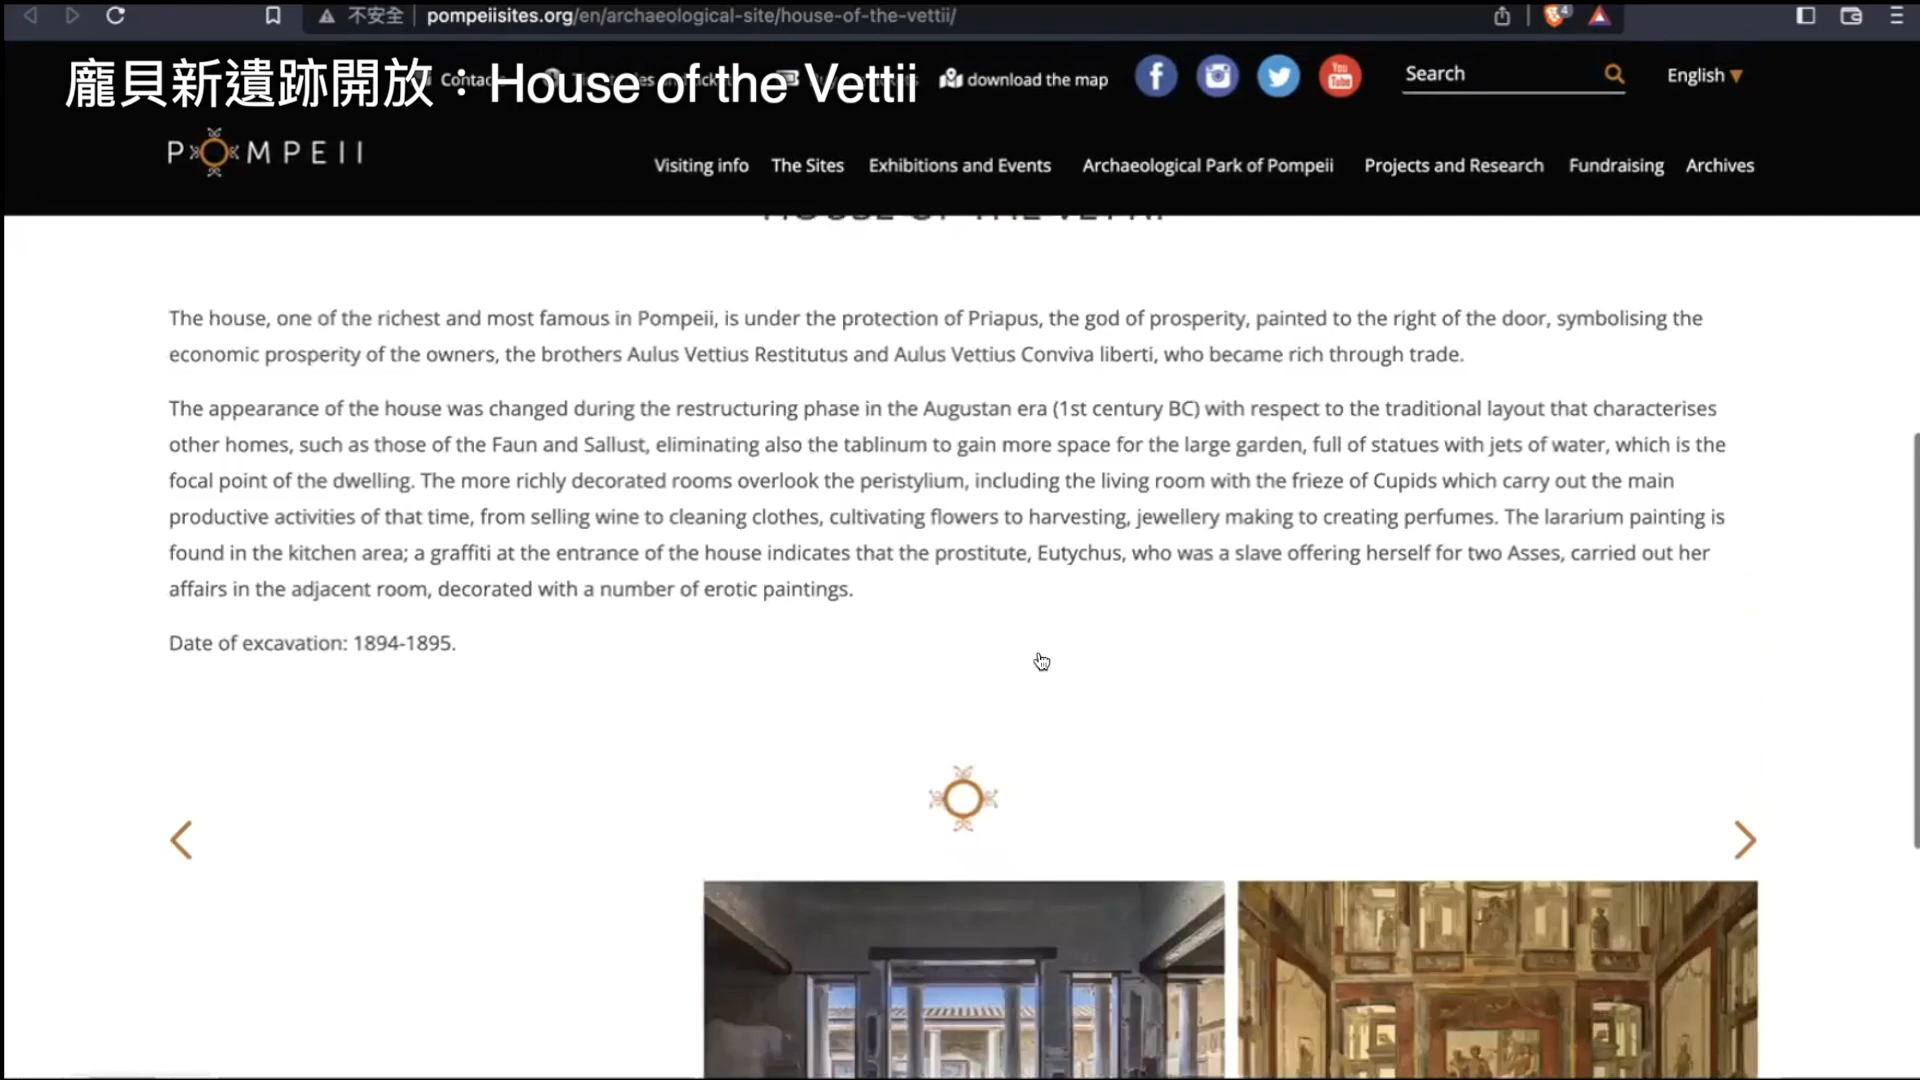 不安全 pompeiisites.org/en/archaeological-site/house-of-the-vettii/
龐貝新遺跡開放：House of the Vettii
download the map
You
Tube
Search
English
POMPEII
Visiting info The Sites Exhibitions and Events Archaeological Park of Pompeii Projects and Research Fundraising Archives
The house, one of the richest and most famous in Pompeii, is under the protection of Priapus, the god of prosperity, painted to the right of the door, symbolising the
economic prosperity of the owners, the brothers Aulus Vettius Restitutus and Aulus Vettius Conviva liberti, who became rich through trade.
The appearance of the house was changed during the restructuring phase in the Augustan era (1st century BC) with respect to the traditional layout that characterises
other homes, such as those of the Faun and Sallust, eliminating also the tablinum to gain more space for the large garden, full of statues with jets of water, which is the
focal point of the dwelling. The more richly decorated rooms overlook the peristylium, including the living room with the frieze of Cupids which carry out the main
productive activities of that time, from selling wine to cleaning clothes, cultivating flowers to harvesting, jewellery making to creating perfumes. The lararium painting is
found in the kitchen area; a graffiti at the entrance of the house indicates that the prostitute, Eutychus, who was a slave offering herself for two Asses, carried out her
affairs in the adjacent room, decorated with a number of erotic paintings.
Date of excavation: 1894-1895.